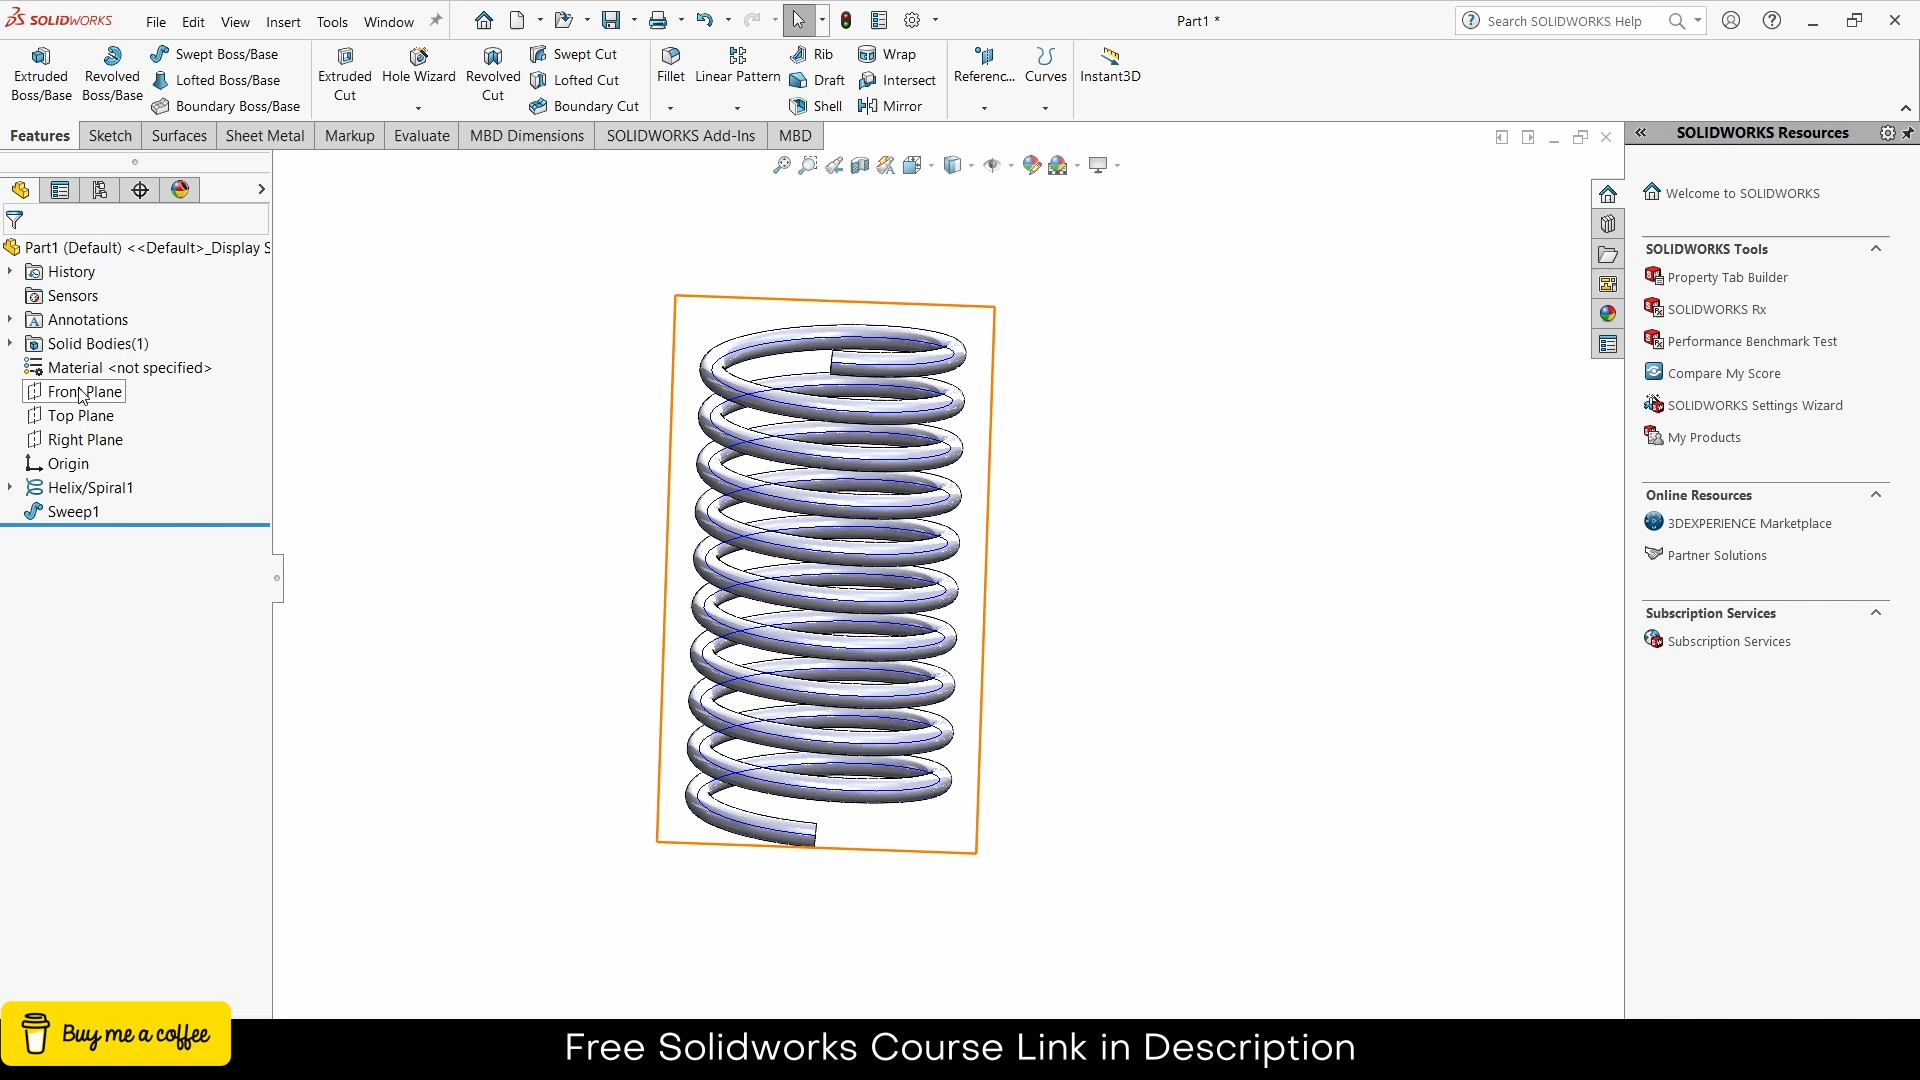 SOLIDWORKS File Edit View Insert Tools Window Part1 * Search SOLIDWORKS Help
Extruded Boss/Base
Revolved Boss/Base
Swept Boss/Base
Lofted Boss/Base
Boundary Boss/Base
Extruded Cut
Hole Wizard
Revolved Cut
Swept Cut
Lofted Cut
Boundary Cut
Fillet
Linear Pattern
Rib
Draft
Shell
Wrap
Intersect
Mirror
Referenc...
Curves
Instant3D
Features Sketch Surfaces Sheet Metal Markup Evaluate MBD Dimensions SOLIDWORKS Add-Ins MBD
Part1 (Default) <<Default>_Display S
History
Sensors
Annotations
Solid Bodies(1)
Material <not specified>
Front Plane
Top Plane
Right Plane
Origin
Helix/Spiral1
Sweep1
SOLIDWORKS Resources
Welcome to SOLIDWORKS
SOLIDWORKS Tools
Property Tab Builder
SOLIDWORKS Rx
Performance Benchmark Test
Compare My Score
SOLIDWORKS Settings Wizard
My Products
Online Resources
3DEXPERIENCE Marketplace
Partner Solutions
Subscription Services
Subscription Services
Buy me a coffee
Free Solidworks Course Link in Description